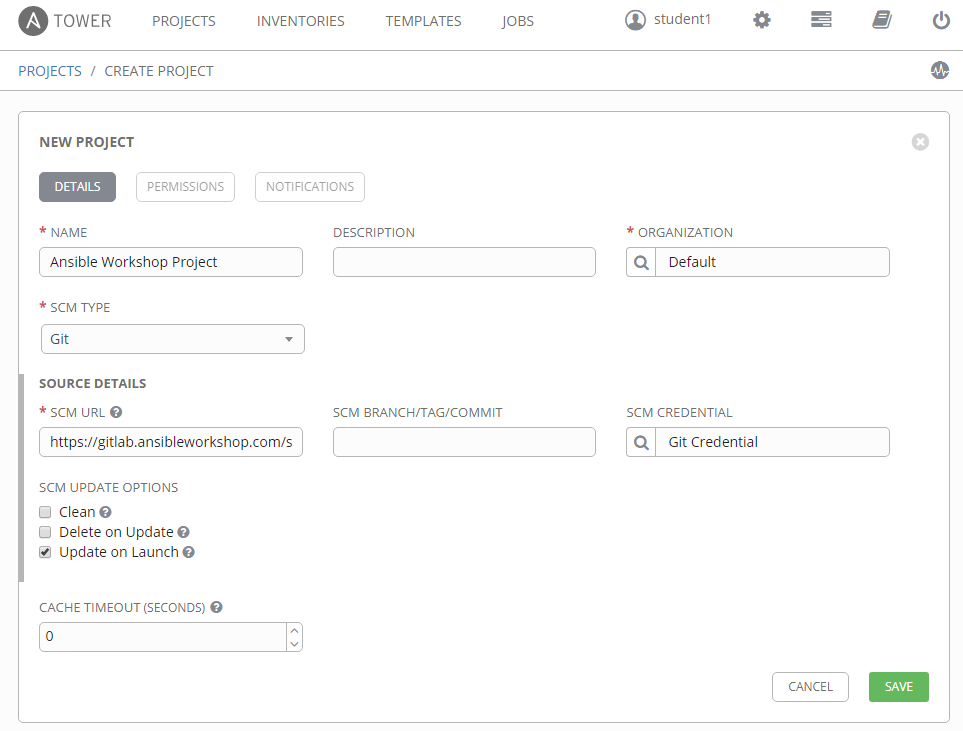 A TOWER PROJECTS INVENTORIES TEMPLATES JOBS student1
PROJECTS / CREATE PROJECT
NEW PROJECT
DETAILS PERMISSIONS NOTIFICATIONS
* NAME DESCRIPTION * ORGANIZATION
Ansible Workshop Project Default
* SCM TYPE
Git
SOURCE DETAILS
* SCM URL ? SCM BRANCH/TAG/COMMIT SCM CREDENTIAL
https://gitlab.ansibleworkshop.com/s Git Credential
SCM UPDATE OPTIONS
Clean ?
Delete on Update ?
Update on Launch ?
CACHE TIMEOUT (SECONDS) ?
0
CANCEL SAVE